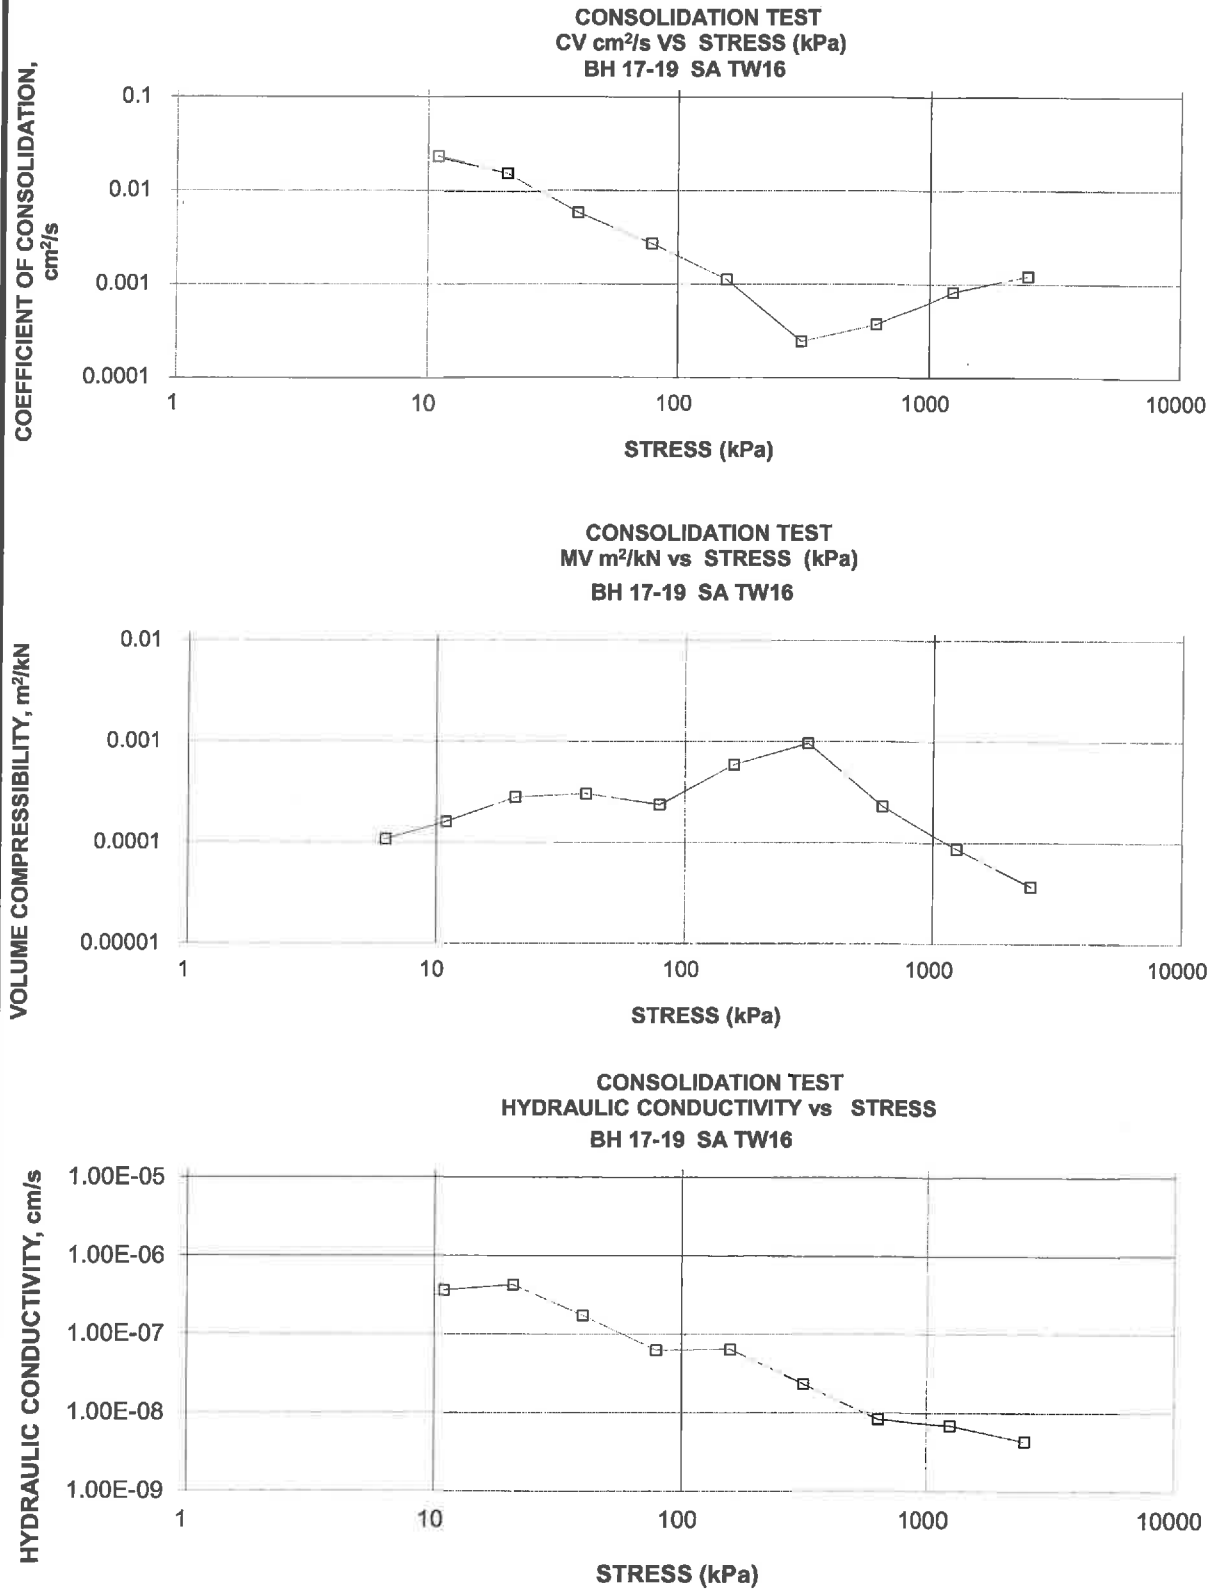 CONSOLIDATION TEST
CV cm²/s VS STRESS (kPa)
BH 17-19 SA TW16
COEFFICIENT OF CONSOLIDATION,
cm²/s
0.1
0.01
0.001
0.0001
1 10 100 1000 10000
STRESS (kPa)
CONSOLIDATION TEST
MV m²/kN vs STRESS (kPa)
BH 17-19 SA TW16
VOLUME COMPRESSIBILITY, m²/kN
0.01
0.001
0.0001
0.00001
1 10 100 1000 10000
STRESS (kPa)
CONSOLIDATION TEST
HYDRAULIC CONDUCTIVITY vs STRESS
BH 17-19 SA TW16
HYDRAULIC CONDUCTIVITY, cm/s
1.00E-05
1.00E-06
1.00E-07
1.00E-08
1.00E-09
1 10 100 1000 10000
STRESS (kPa)